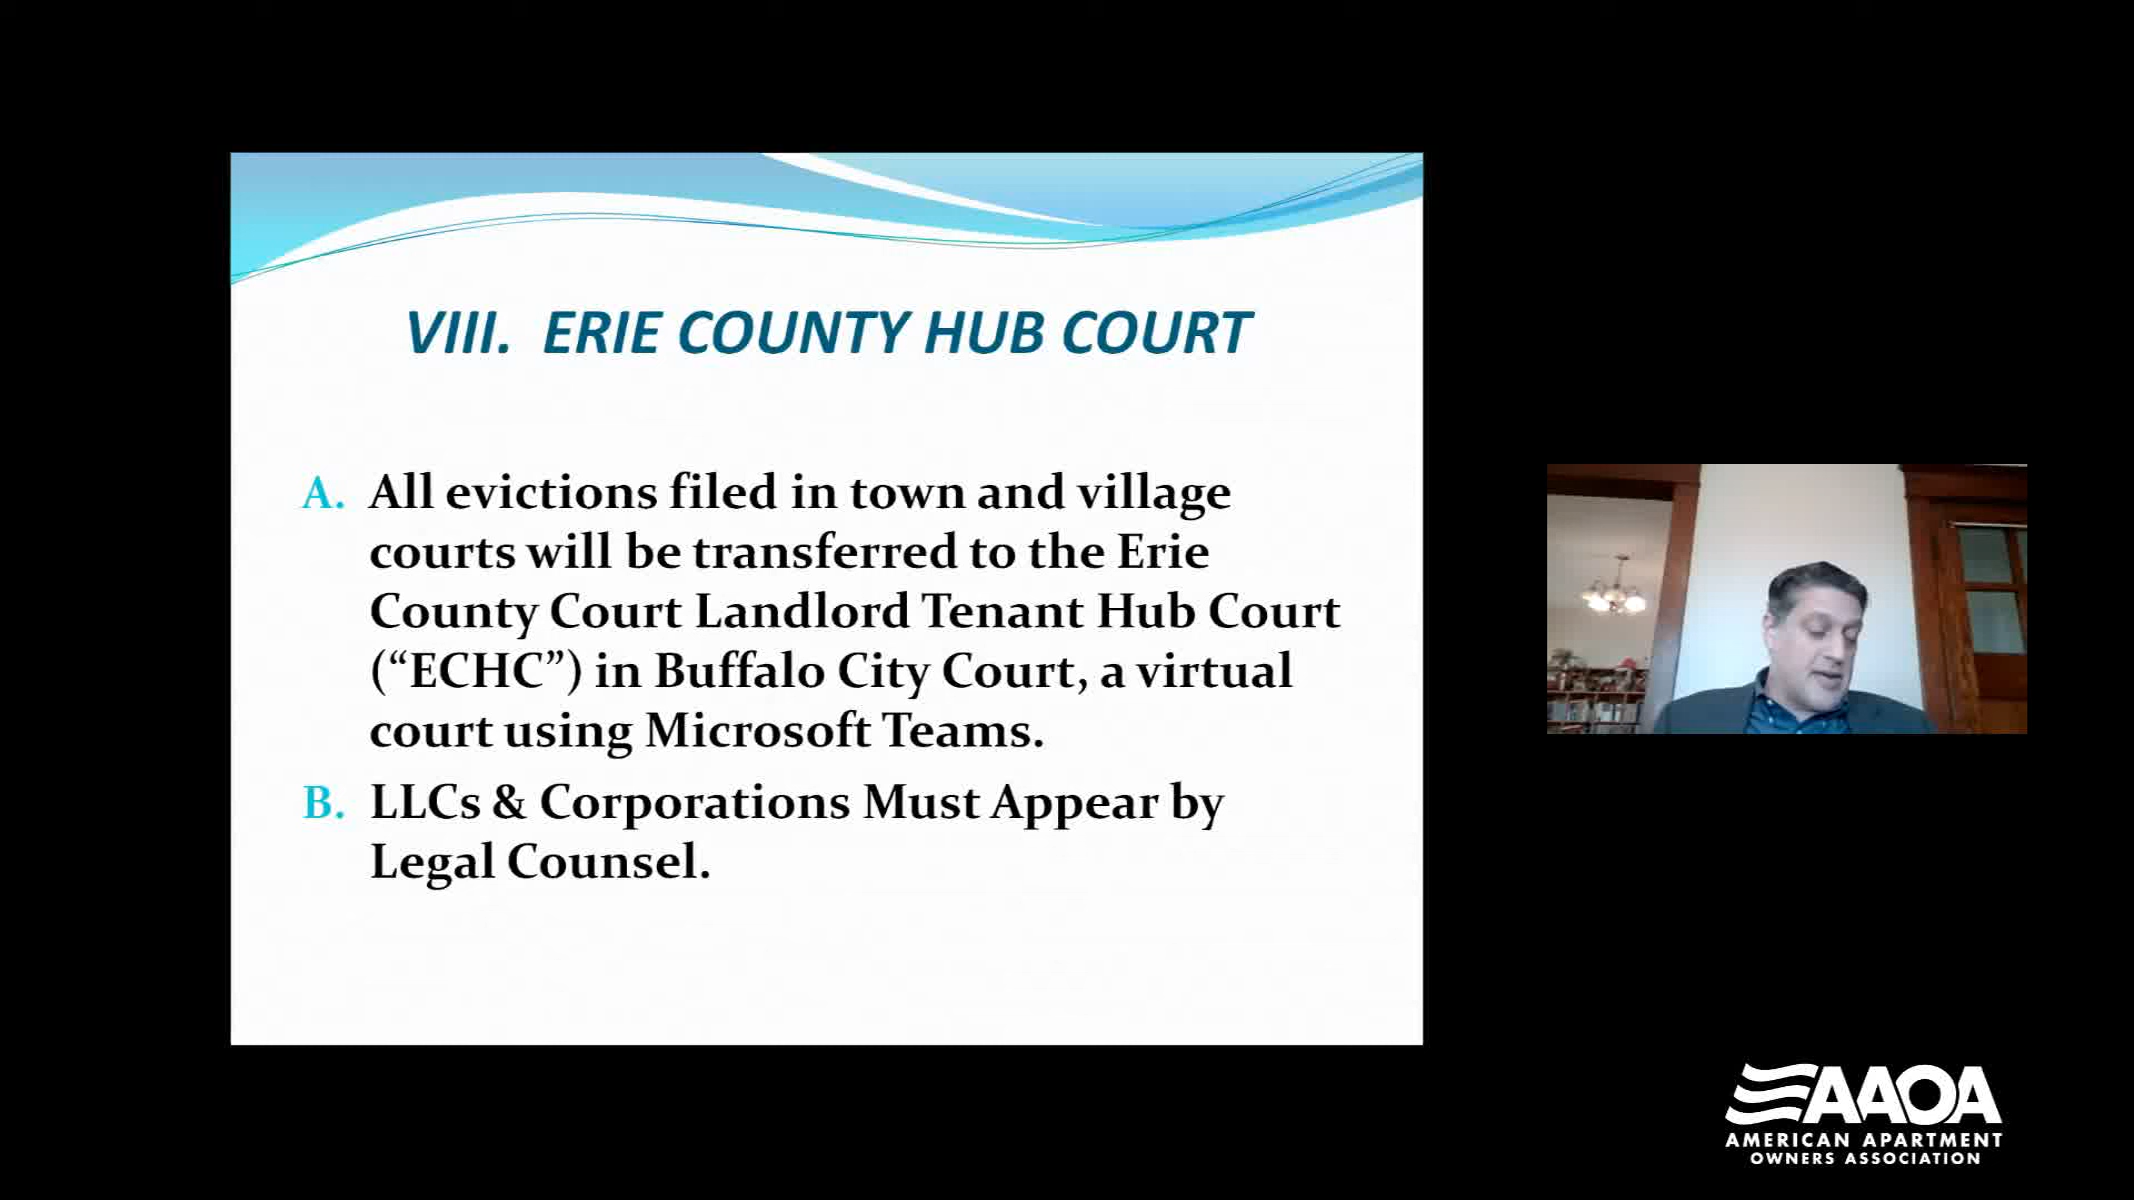 VIII. ERIE COUNTY HUB COURT
A. All evictions filed in town and village
courts will be transferred to the Erie
County Court Landlord Tenant Hub Court
(“ECHC”) in Buffalo City Court, a virtual
court using Microsoft Teams.
B. LLCs & Corporations Must Appear by
Legal Counsel.
AAOA
AMERICAN APARTMENT
OWNERS ASSOCIATION